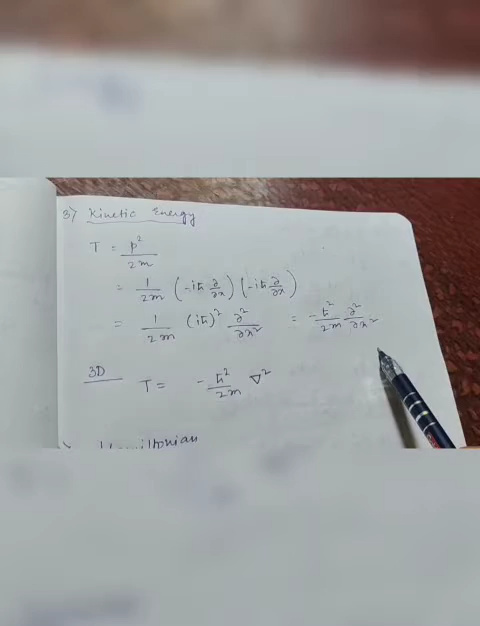 3) Kinetic Energy
T = p²/2m
= 1/2m (-iħ ∂/∂x) (-iħ ∂/∂x)
= 1/2m (iħ)² ∂²/∂x² = -ħ²/2m ∂²/∂x²
3D T = -ħ²/2m ∇²
Hamiltonian